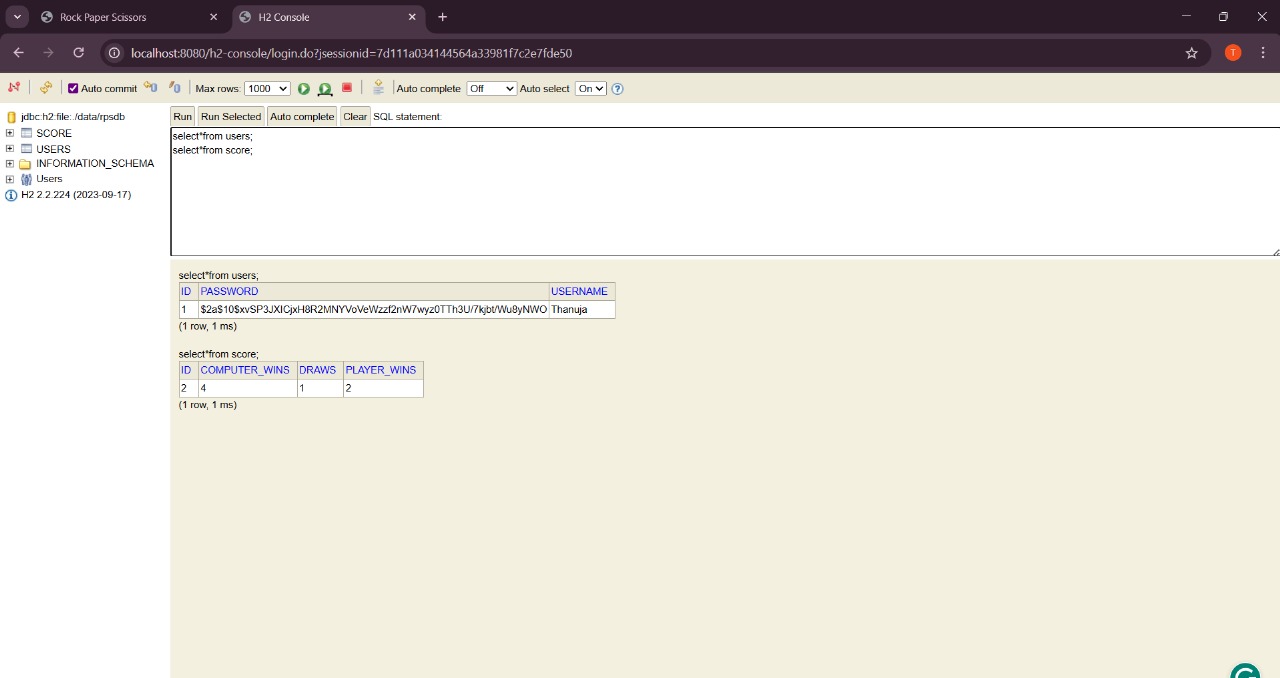 Rock Paper Scissors
H2 Console
localhost:8080/h2-console/login.do?jsessionid=7d111a034144564a33981f7c2e7fde50
T
Auto commit
Max rows: 1000
Auto complete Off
Auto select On
?
jdbc:h2:file:./data/rpsdb
SCORE
USERS
INFORMATION_SCHEMA
Users
H2 2.2.224 (2023-09-17)
Run Run Selected Auto complete Clear SQL statement:
select*from users;
select*from score;
select*from users;
ID PASSWORD USERNAME
1 $2a$10$xvSP3JXICjxH8R2MNYVoVeWzzf2nW7wyz0TTh3U/7kjbt/Wu8yNWO Thanuja
(1 row, 1 ms)
select*from score;
ID COMPUTER_WINS DRAWS PLAYER_WINS
2 4 1 2
(1 row, 1 ms)